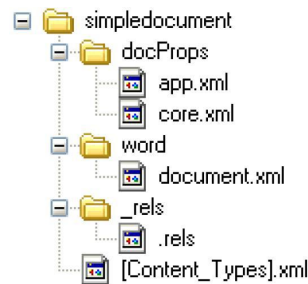 simpledocument
docProps
app.xml
core.xml
word
document.xml
_rels
.rels
[Content_Types].xml